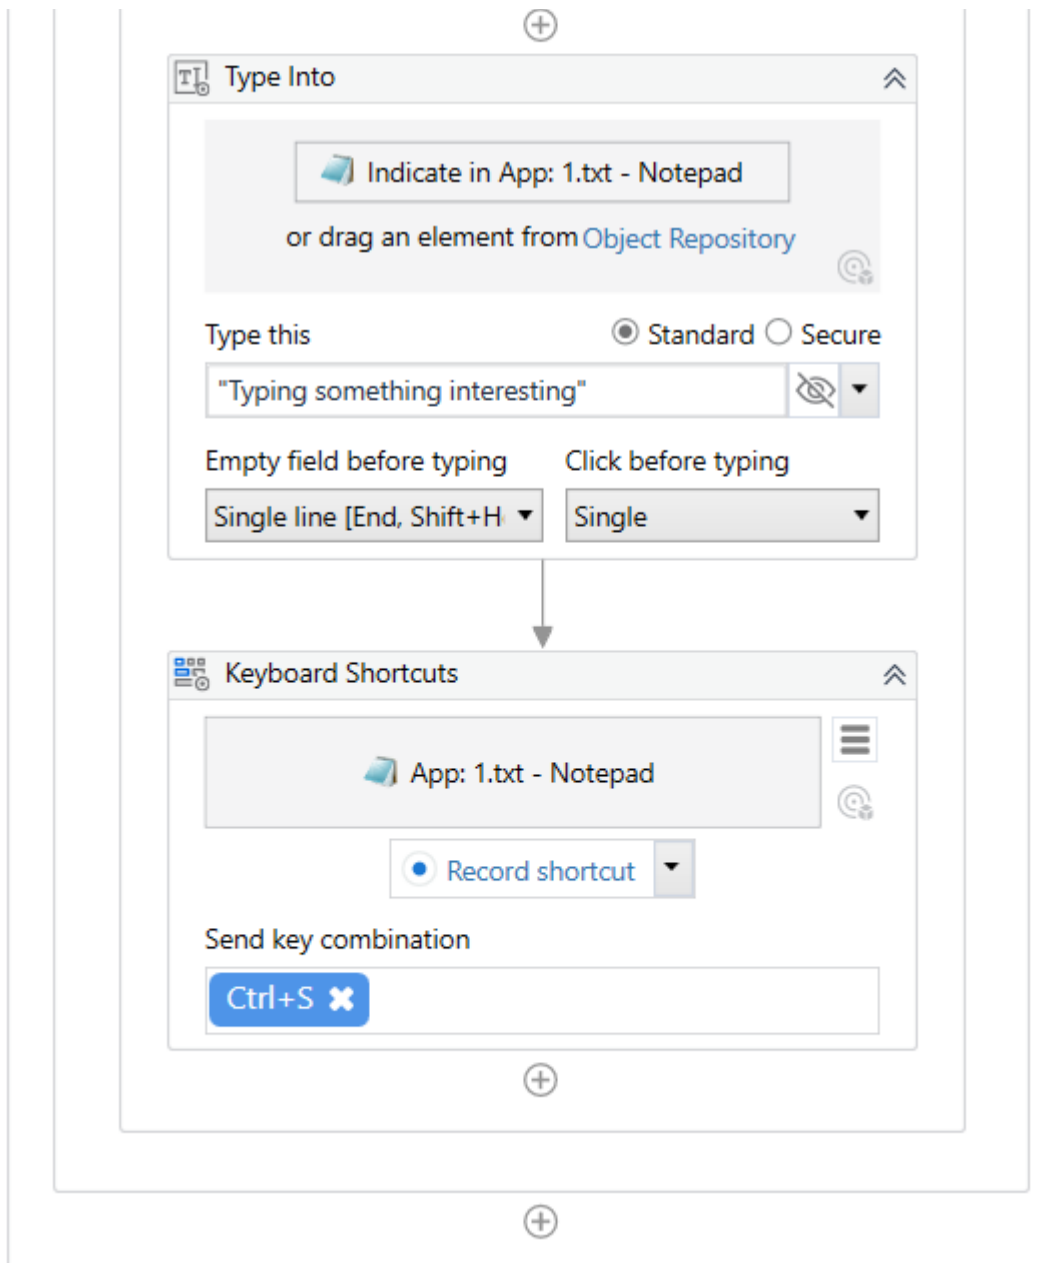 Type Into
Indicate in App: 1.txt - Notepad
or drag an element from Object Repository
Type this
Standard
Secure
"Typing something interesting"
Empty field before typing
Click before typing
Single line [End, Shift+H
Single
Keyboard Shortcuts
App: 1.txt - Notepad
Record shortcut
Send key combination
Ctrl+S